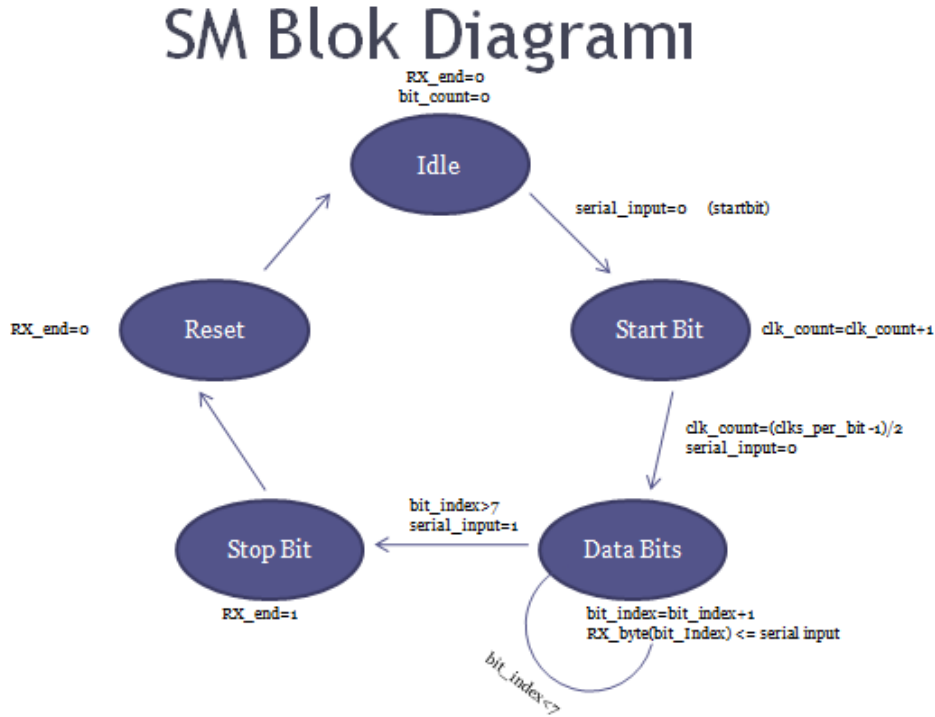 SM Blok Diagramı
RX_end=0
bit_count=0
Idle
serial_input=0 (startbit)
RX_end=0
Reset
Start Bit
clk_count=clk_count+1
clk_count=(clks_per_bit -1)/2
serial_input=0
bit_index>7
serial_input=1
Stop Bit
Data Bits
RX_end=1
bit_index=bit_index+1
RX_byte(bit_Index) <= serial input
bit_index<7